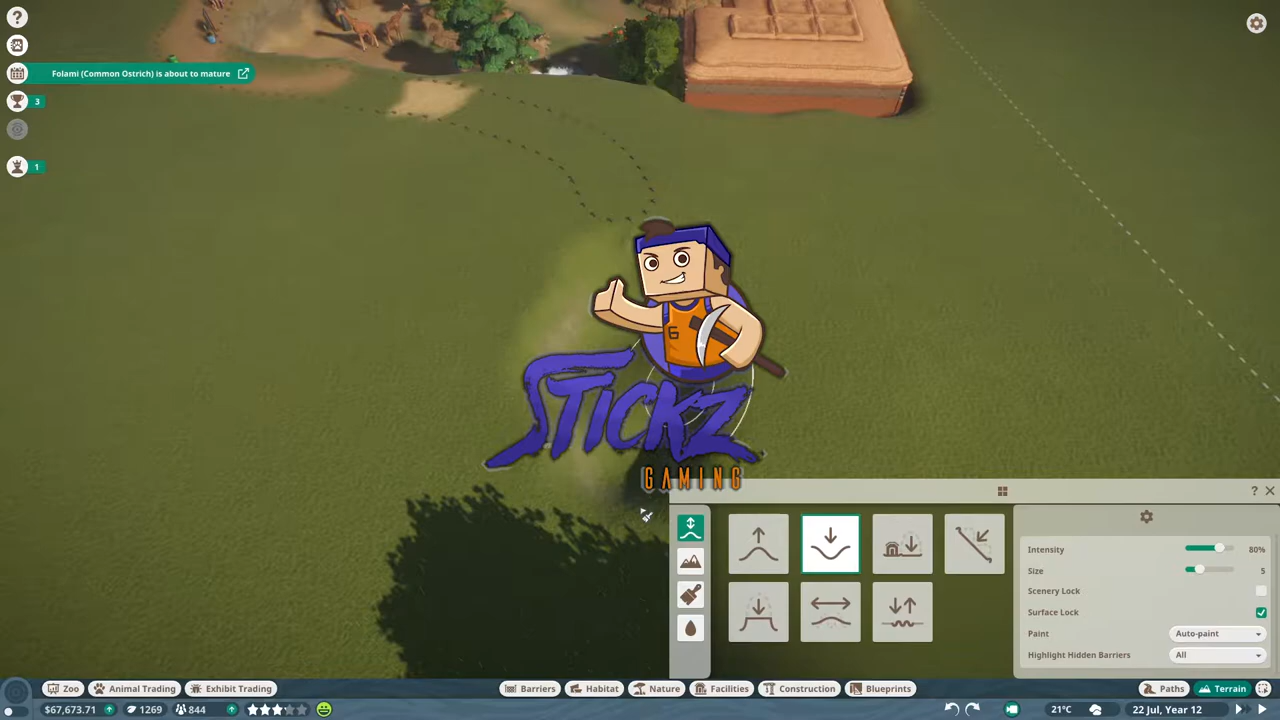 ?
Folami (Common Ostrich) is about to mature
3
1
G
STICKZ
GAMING
? ×
Intensity 80%
Size 5
Scenery Lock
Surface Lock
Paint Auto-paint
Highlight Hidden Barriers All
Zoo Animal Trading Exhibit Trading Barriers Habitat Nature Facilities Construction Blueprints Paths Terrain
$67,673.71 1269 844 21°C 22 Jul, Year 12